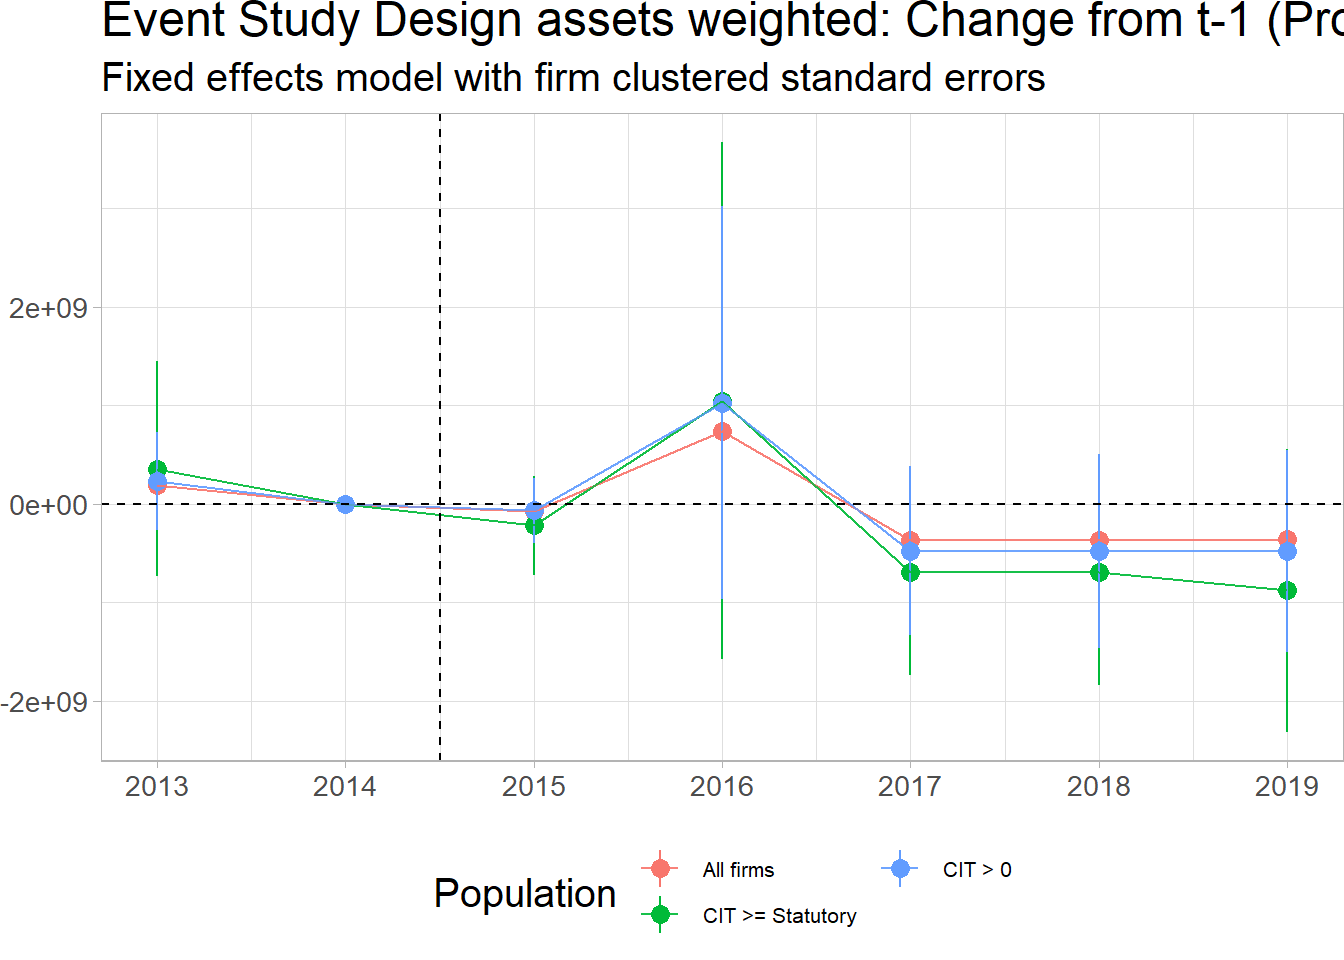 Event Study Design assets weighted: Change from t-1 (Pro
Fixed effects model with firm clustered standard errors
2e+09
0e+00
-2e+09
2013 2014 2015 2016 2017 2018 2019
Population
All firms
CIT >= Statutory
CIT > 0